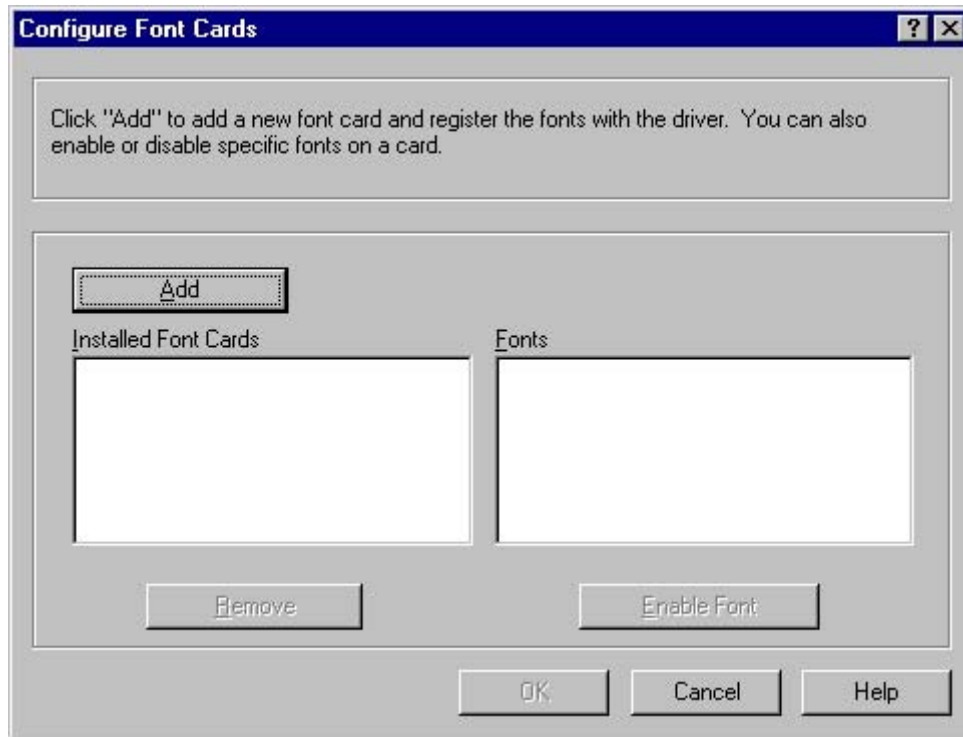 Configure Font Cards
Click "Add" to add a new font card and register the fonts with the driver.  You can also
enable or disable specific fonts on a card.
Add
Installed Font Cards
Fonts
Remove
Enable Font
OK
Cancel
Help